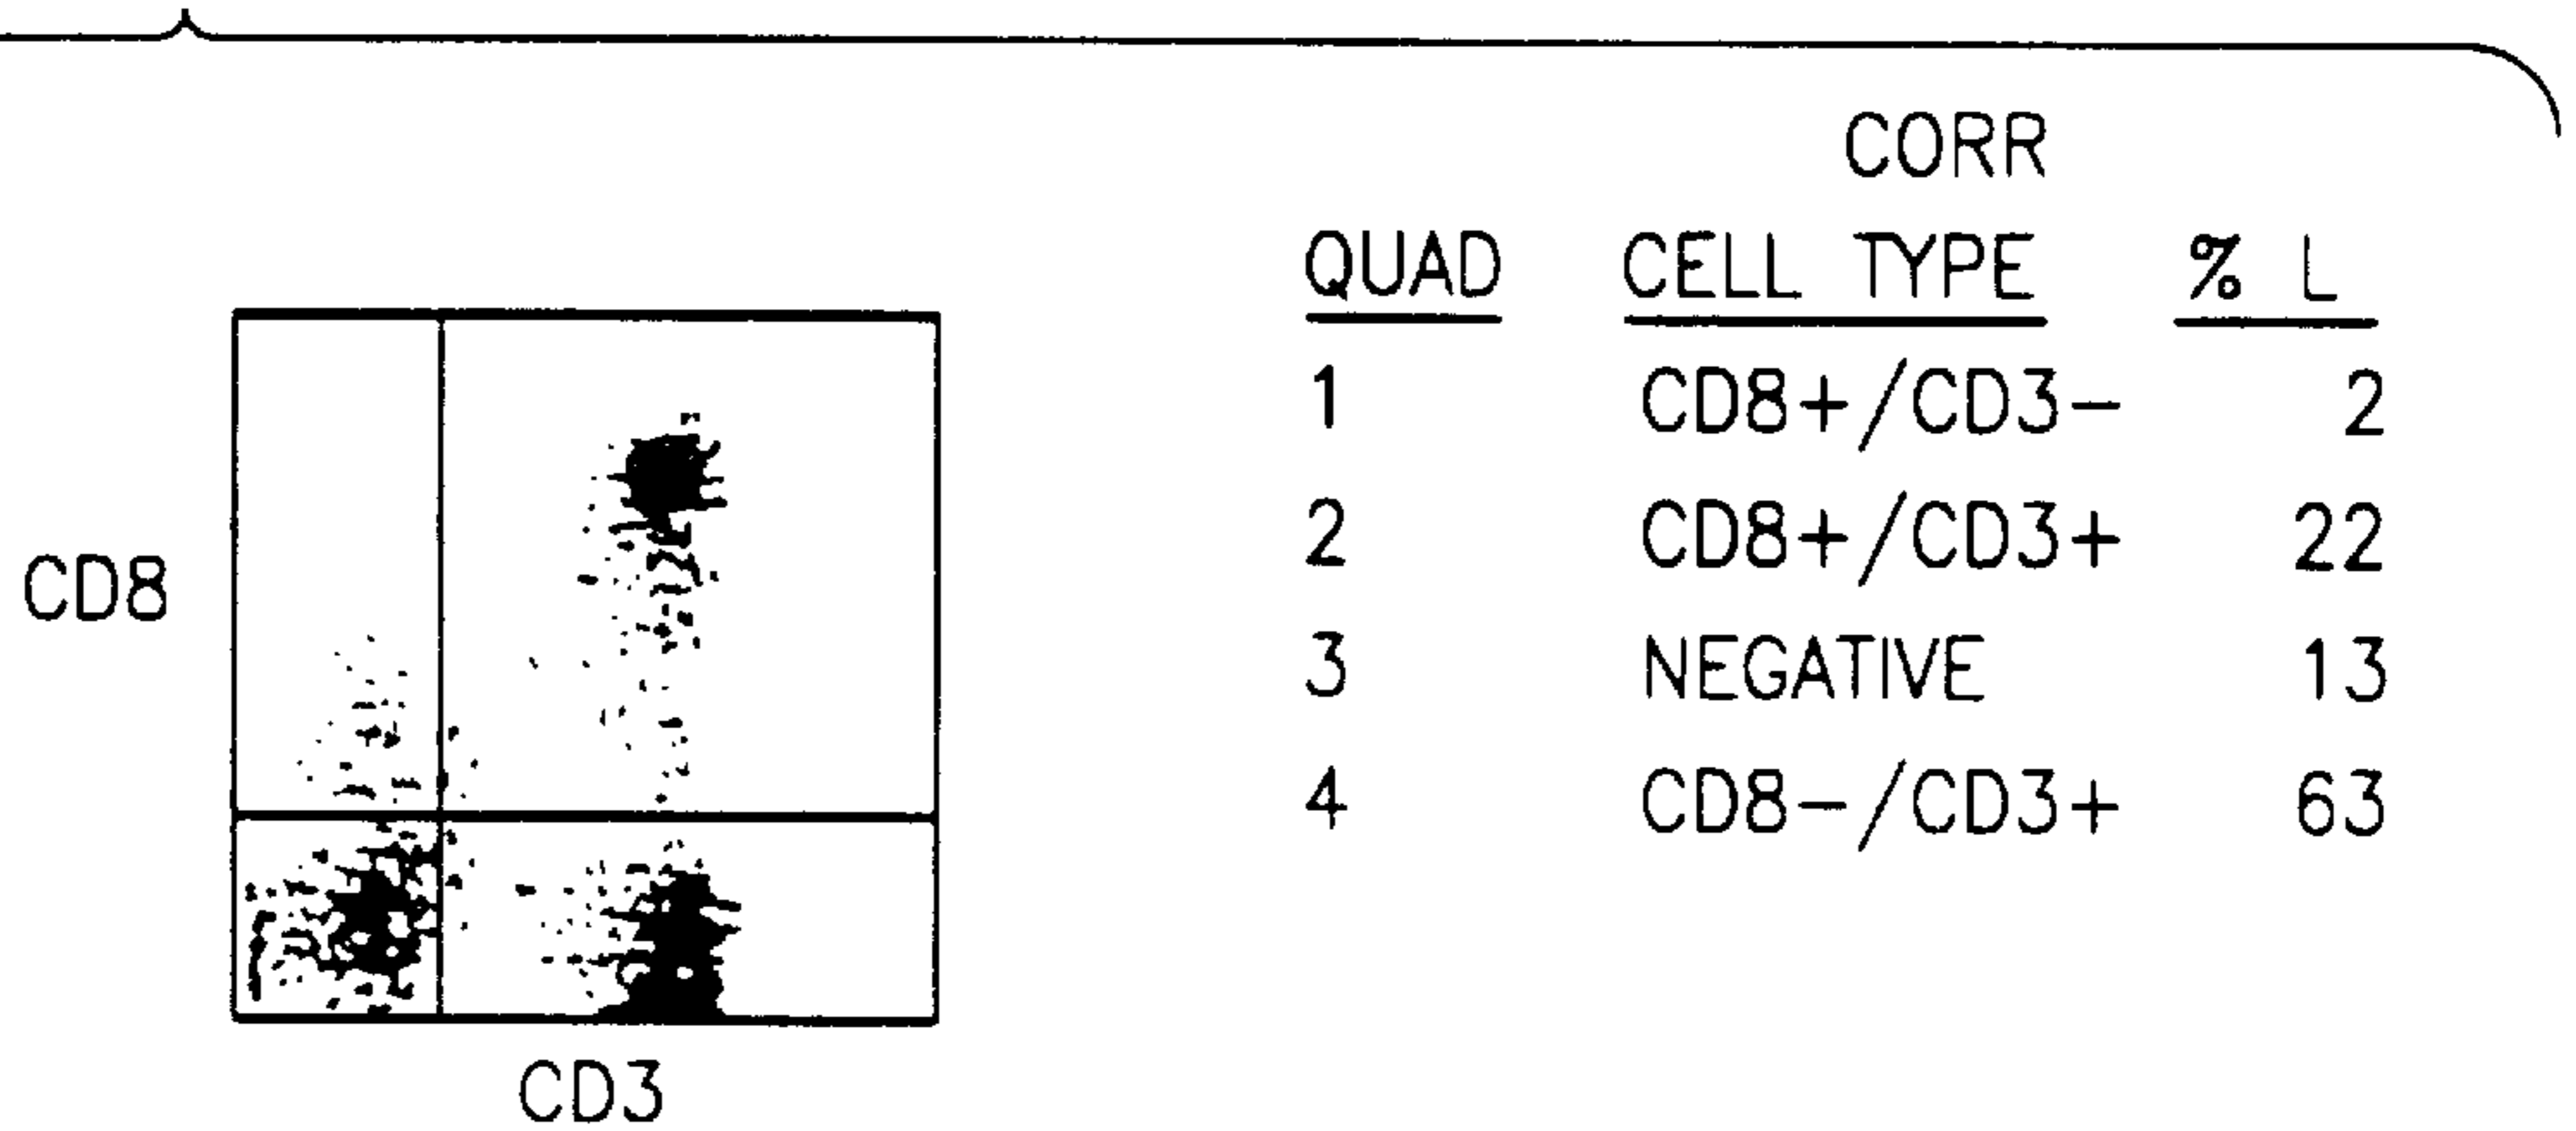 CORR
QUAD CELL TYPE % L
1 CD8+/CD3- 2
2 CD8+/CD3+ 22
3 NEGATIVE 13
4 CD8-/CD3+ 63
CD8
CD3